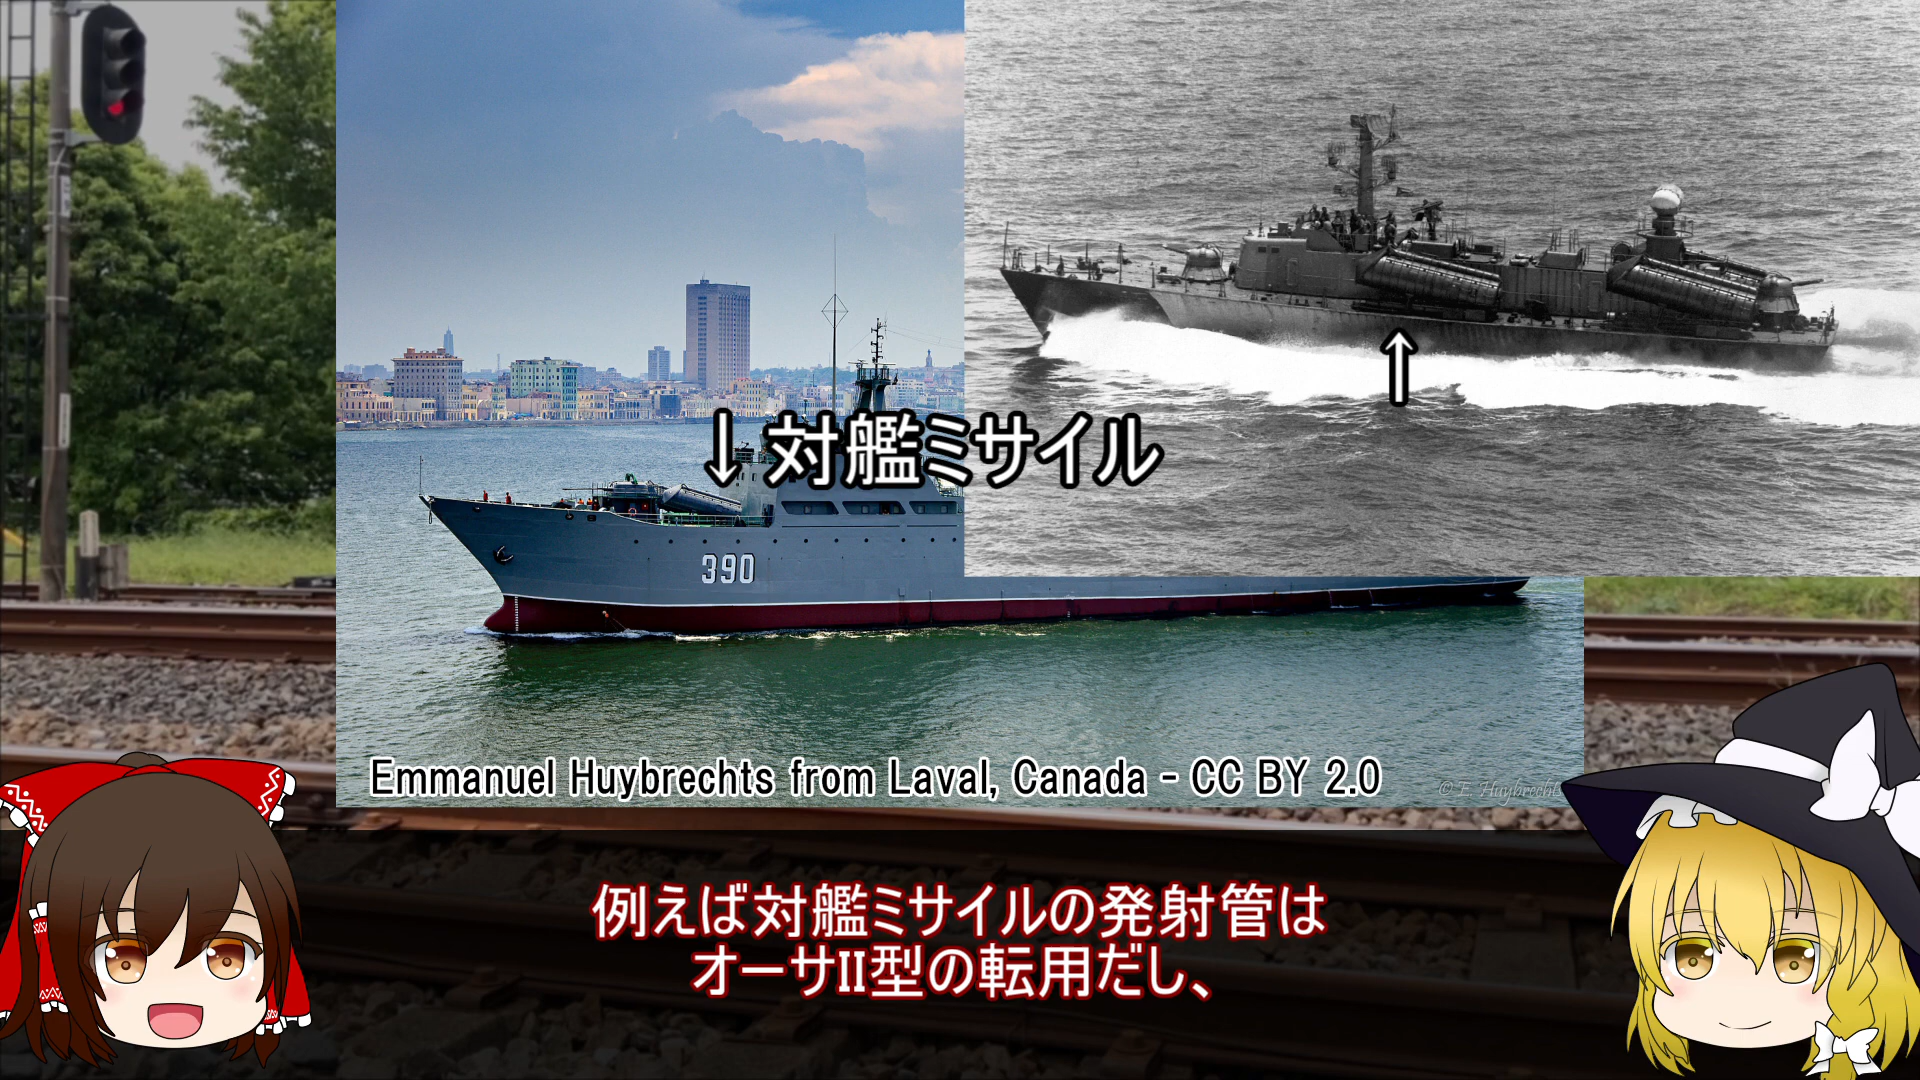 ↑
↓対艦ミサイル
390
Emmanuel Huybrechts from Laval, Canada - CC BY 2.0
© E. Huybrechts
例えば対艦ミサイルの発射管は
オーサII型の転用だし、